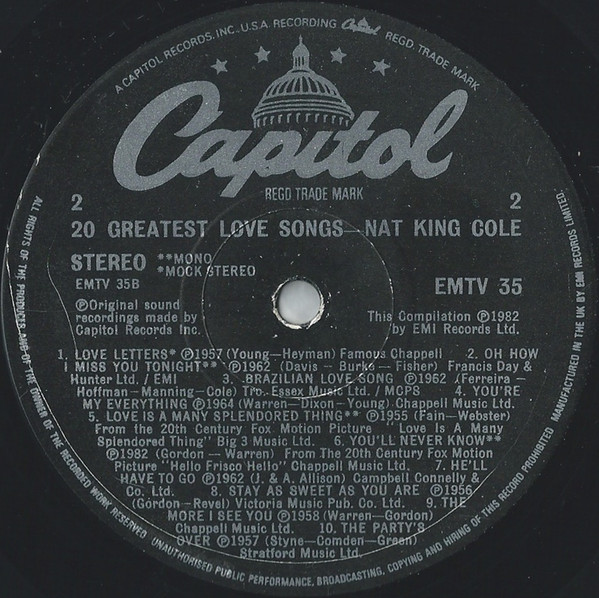 A CAPITOL RECORDS, INC., U.S.A. RECORDING Capitol REGD. TRADE MARK
Capitol
REGD TRADE MARK
2 2
20 GREATEST LOVE SONGS—NAT KING COLE
STEREO **MONO
*MOCK STEREO
EMTV 35B
EMTV 35
℗Original sound
recordings made by
Capitol Records Inc.
This Compilation ℗1982
by EMI Records Ltd.
1. LOVE LETTERS* ℗1957 (Young—Heyman) Famous Chappell 2. OH HOW
I MISS YOU TONIGHT** ℗1962 (Davis – Burke – Fisher) Francis Day &
Hunter Ltd. / EMI 3. BRAZILIAN LOVE SONG ℗1962 (Ferreira –
Hoffman–Manning–Cole) Tro. Essex Music Ltd. / MCPS 4. YOU'RE
MY EVERYTHING ℗1964 (Warren–Dixon–Young) Chappell Music Ltd.
5. LOVE IS A MANY SPLENDORED THING** ℗1955 (Fain–Webster)
From the 20th Century Fox Motion Picture "Love Is A Many
Splendored Thing" Big 3 Music Ltd. 6. YOU'LL NEVER KNOW**
℗1982 (Gordon – Warren) From The 20th Century Fox Motion
Picture "Hello Frisco Hello" Chappell Music Ltd. 7. HE'LL
HAVE TO GO ℗1962 (J. & A. Allison) Campbell Connelly &
Co. Ltd. 8. STAY AS SWEET AS YOU ARE ℗1956
(Gordon–Revel) Victoria Music Pub. Co. Ltd. 9. THE
MORE I SEE YOU ℗1958 (Warren–Gordon)
Chappell Music Ltd. 10. THE PARTY'S
OVER ℗1957 (Styne–Comden–Green)
Stratford Music Ltd.
ALL RIGHTS OF THE PRODUCERS AND OF THE OWNER OF THE RECORDED WORK RESERVED UNAUTHORISED PUBLIC PERFORMANCE, BROADCASTING, COPYING AND HIRING OF THIS RECORD PROHIBITED MANUFACTURED IN THE UK BY EMI RECORDS LIMITED.